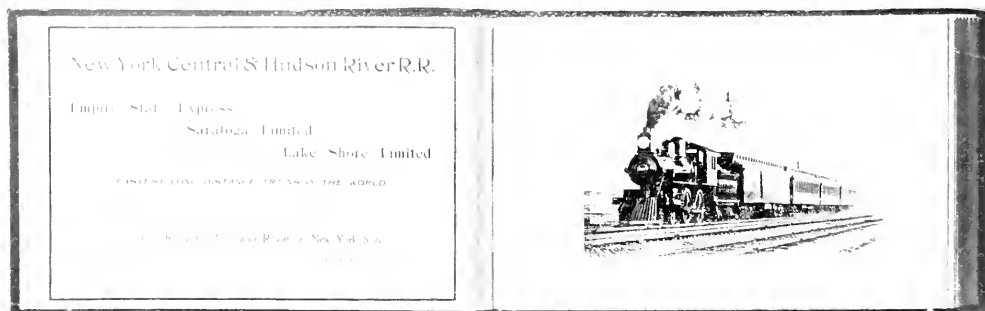 New York Central & Hudson River R.R.
Empire State Express
Saratoga Limited
Lake Shore Limited
FASTEST LONG DISTANCE TRAINS IN THE WORLD
New York